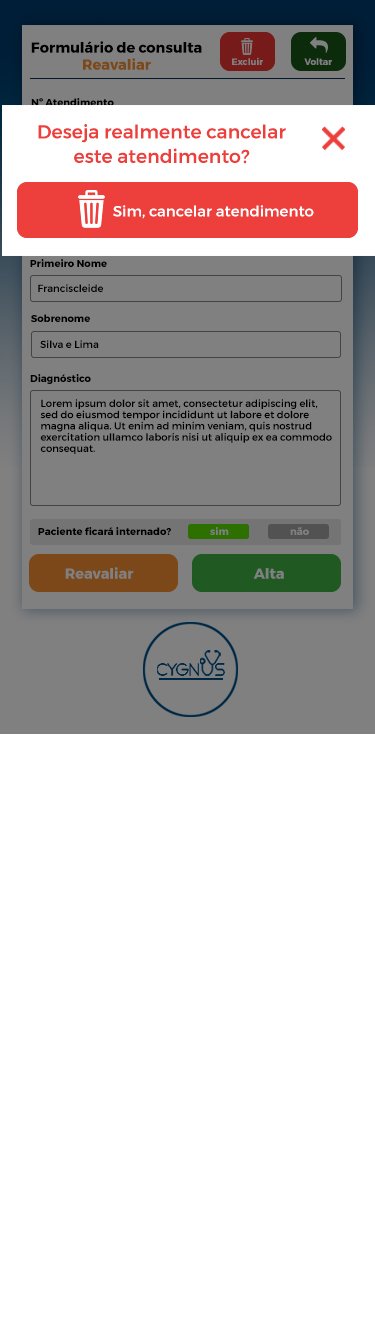 Formulário de consulta
Reavaliar
Excluir
Voltar
Nº Atendimento
Deseja realmente cancelar
este atendimento?
Sim, cancelar atendimento
Primeiro Nome
Franciscleide
Sobrenome
Silva e Lima
Diagnóstico
Lorem ipsum dolor sit amet, consectetur adipiscing elit,
sed do eiusmod tempor incididunt ut labore et dolore
magna aliqua. Ut enim ad minim veniam, quis nostrud
exercitation ullamco laboris nisi ut aliquip ex ea commodo
consequat.
Paciente ficará internado? sim não
Reavaliar Alta
CYGNUS